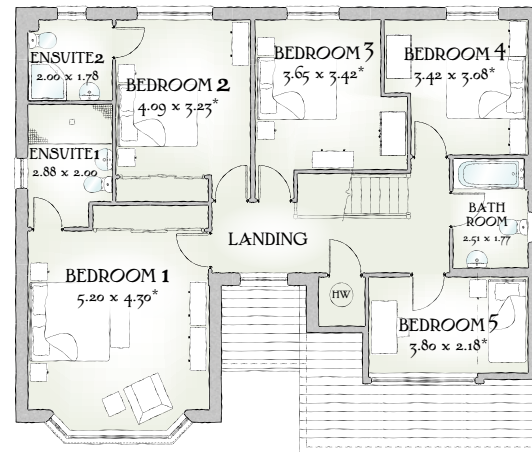 ENSUITE2
2.00 x 1.78
BEDROOM 2
4.09 x 3.23*
BEDROOM 3
3.65 x 3.42*
BEDROOM 4
3.42 x 3.08*
ENSUITE1
2.88 x 2.00
BATH
ROOM
2.51 x 1.77
LANDING
BEDROOM 1
5.20 x 4.30*
HW
BEDROOM 5
3.80 x 2.18*